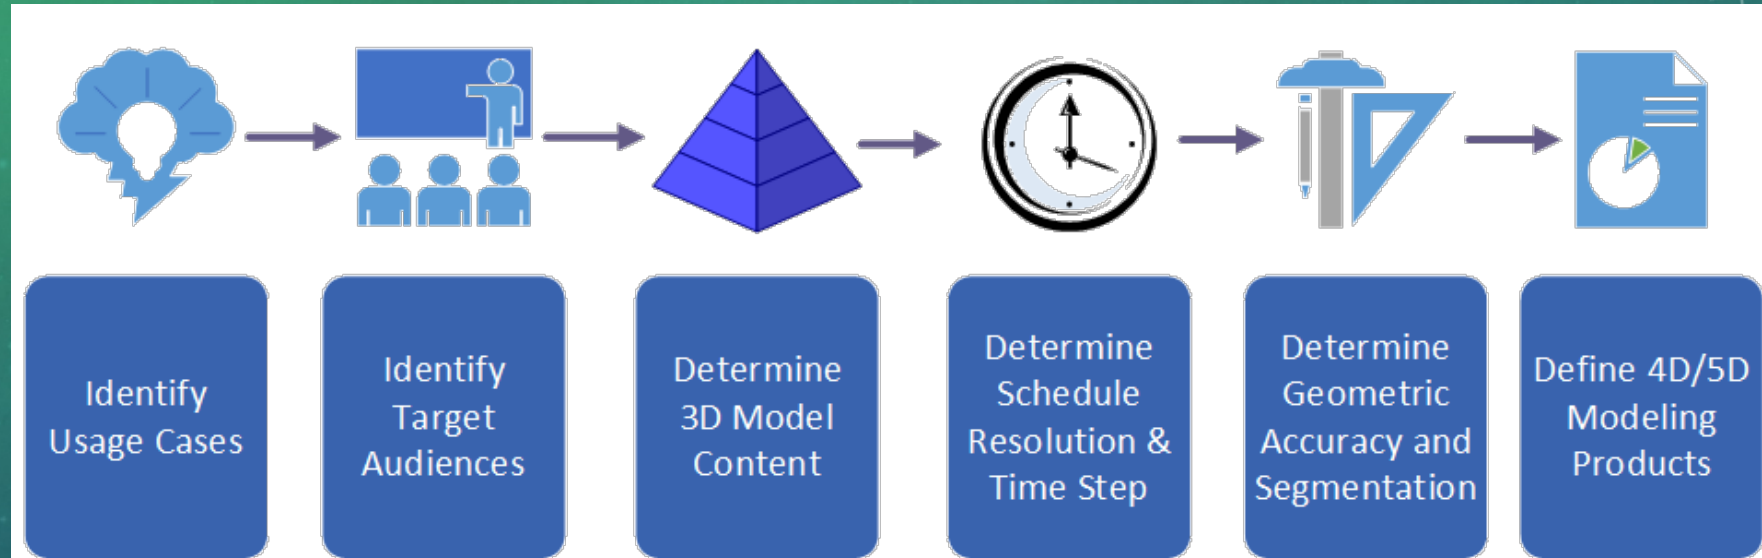 Identify
Usage Cases
Identify
Target
Audiences
Determine
3D Model
Content
Determine
Schedule
Resolution &
Time Step
Determine
Geometric
Accuracy and
Segmentation
Define 4D/5D
Modeling
Products